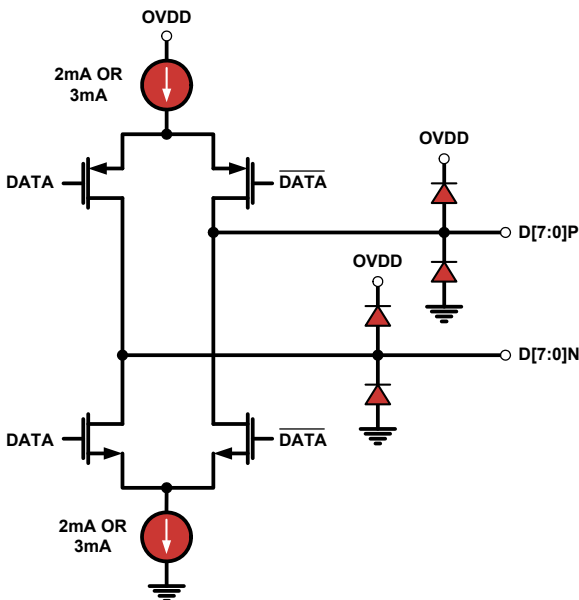 OVDD
2mA OR
3mA
OVDD
DATA
DATA
D[7:0]P
OVDD
D[7:0]N
DATA
DATA
2mA OR
3mA